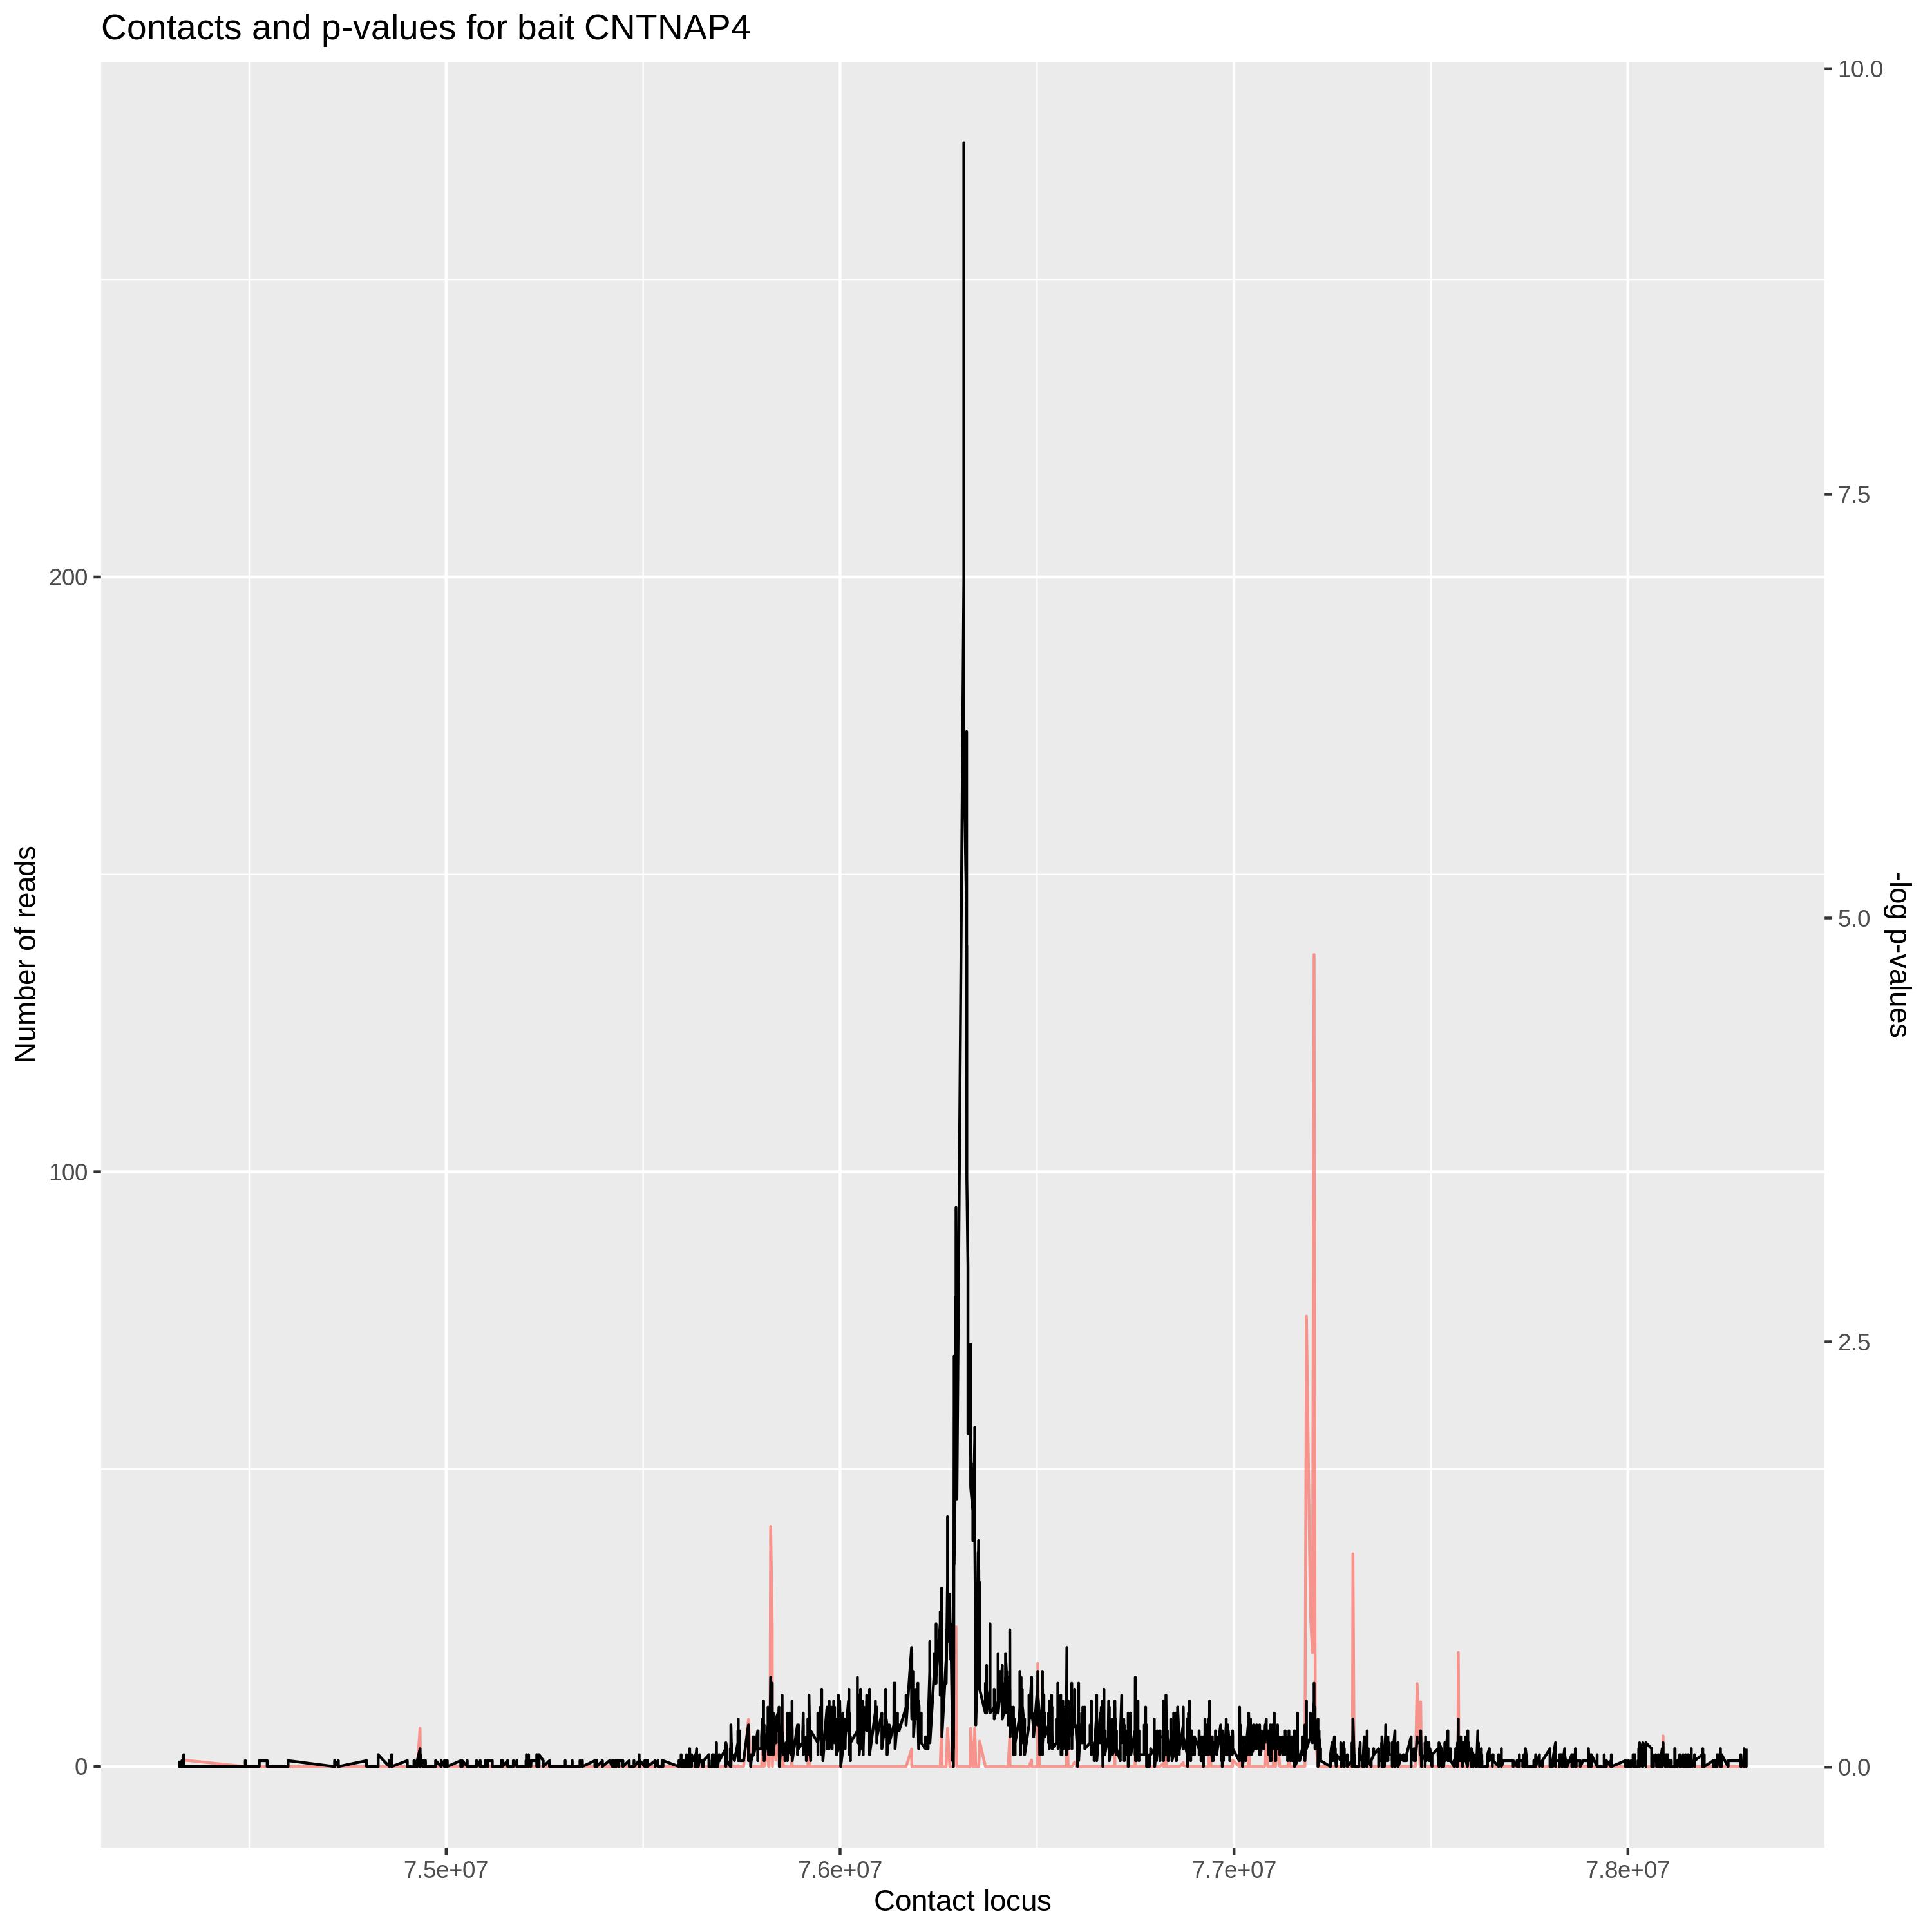 Contacts and p-values for bait CNTNAP4
10.0
7.5
200
5.0
Number of reads
-log p-values
100
2.5
0
0.0
7.5e+07
7.6e+07
7.7e+07
7.8e+07
Contact locus